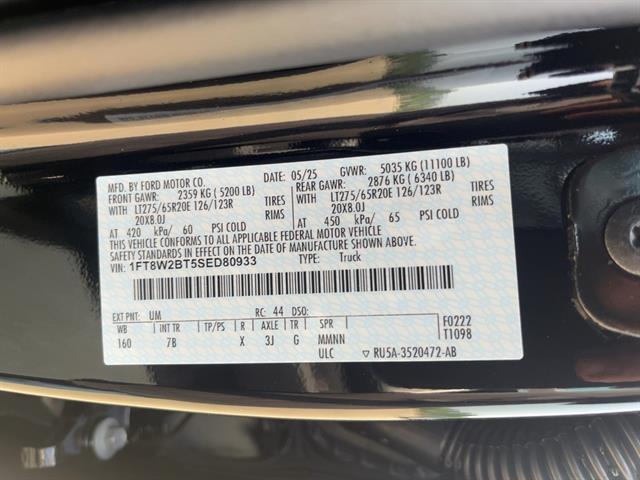 MFD. BY FORD MOTOR CO. DATE: 05/25 GVWR: 5035 KG (11100 LB)
FRONT GAWR: 2359 KG ( 5200 LB) REAR GAWR: 2876 KG ( 6340 LB)
WITH LT275/65R20E 126/123R TIRES WITH LT275/65R20E 126/123R TIRES
20X8.0J RIMS 20X8.0J RIMS
AT 420 kPa/ 60 PSI COLD AT 450 kPa/ 65 PSI COLD
THIS VEHICLE CONFORMS TO ALL APPLICABLE FEDERAL MOTOR VEHICLE
SAFETY STANDARDS IN EFFECT ON THE DATE OF MANUFACTURE SHOWN ABOVE.
VIN: 1FT8W2BT5SED80933 TYPE: Truck
EXT PNT: UM RC: 44 DSO:
WB INT TR TP/PS R AXLE TR SPR F0222
160 7B X 3J G MMNN T1098
ULC ▽ RU5A-3520472-AB